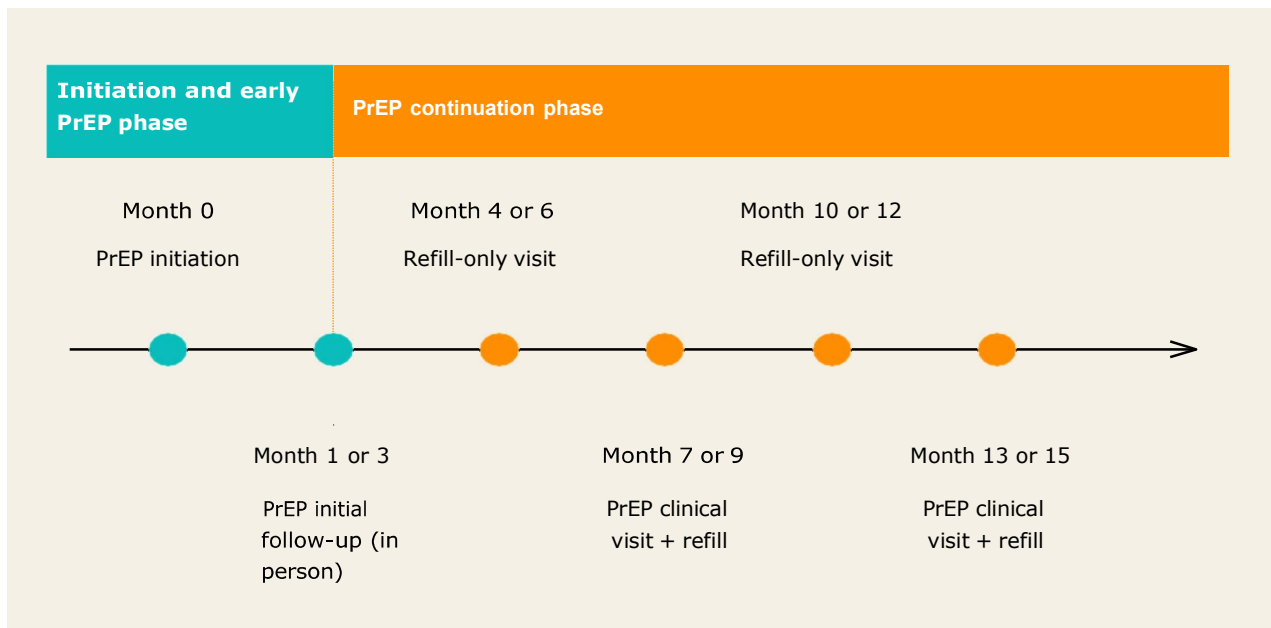 Initiation and early
PrEP phase
PrEP continuation phase
Month 0
PrEP initiation
Month 4 or 6
Refill-only visit
Month 10 or 12
Refill-only visit
Month 1 or 3
PrEP initial
follow-up (in
person)
Month 7 or 9
PrEP clinical
visit + refill
Month 13 or 15
PrEP clinical
visit + refill